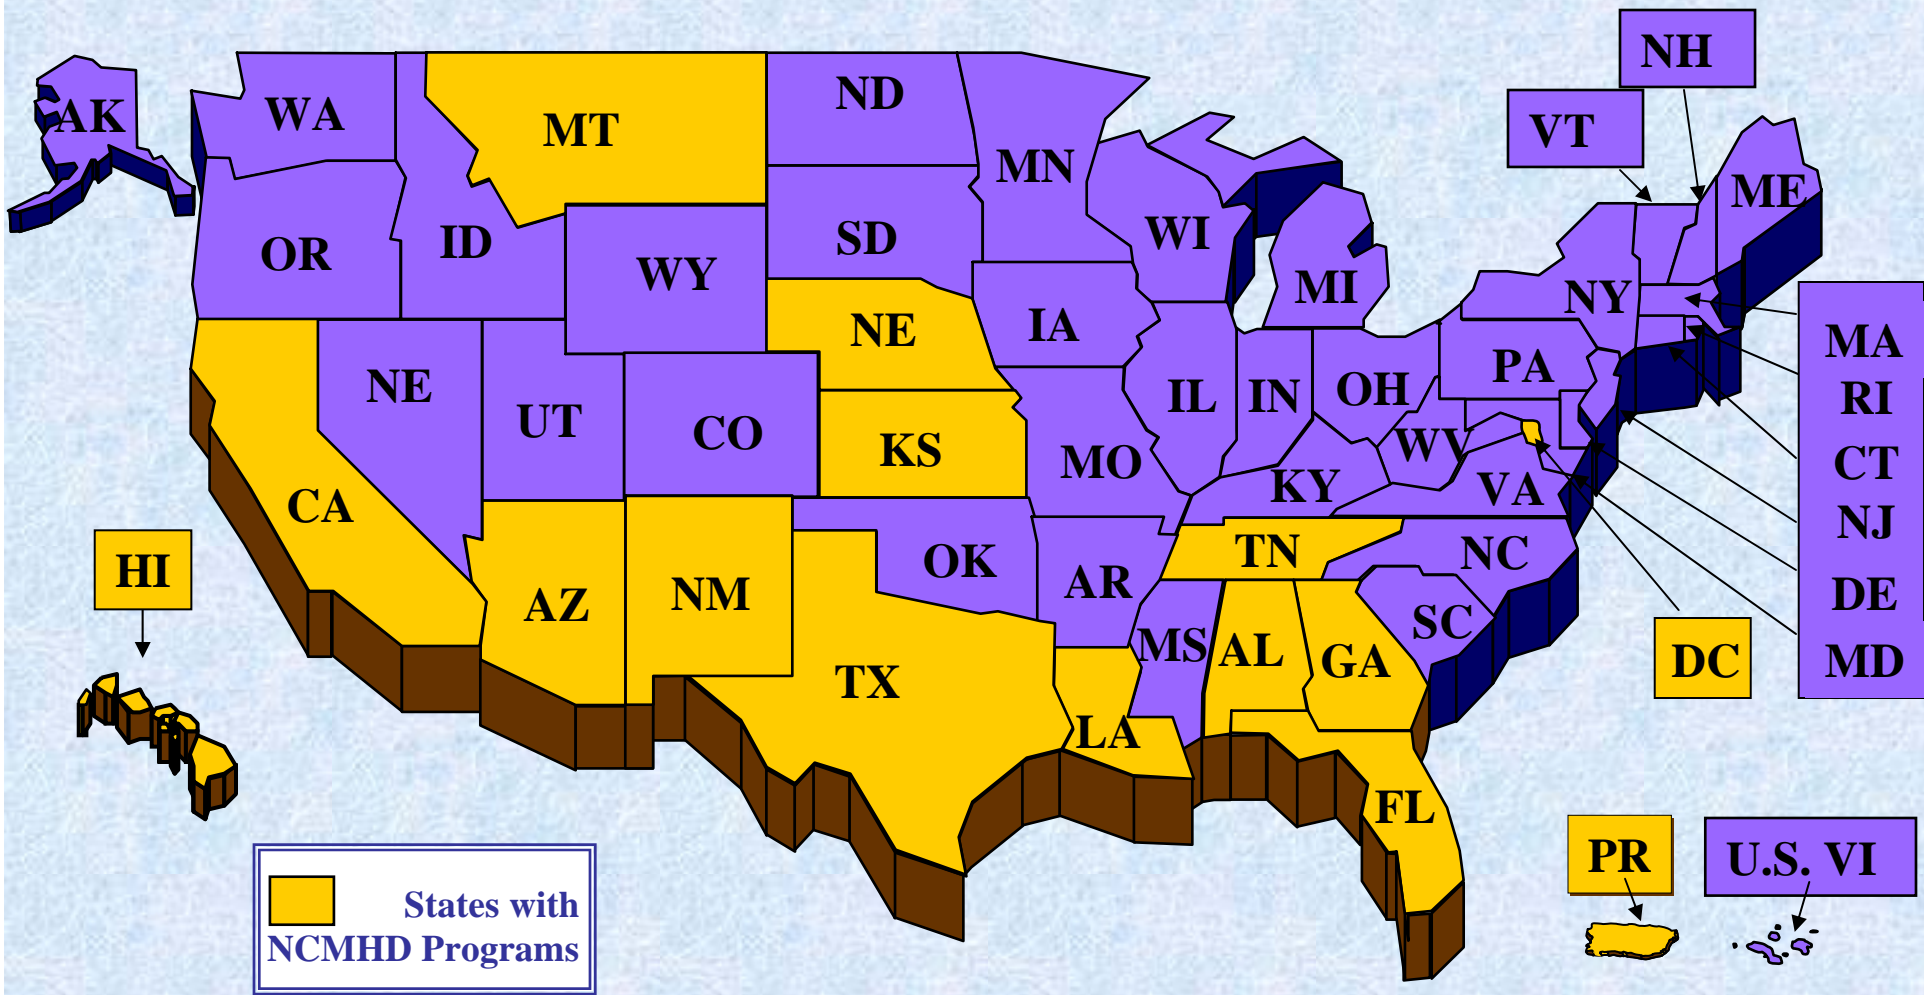 NH
VT
AK
WA
MT
ND
MN
ME
OR
ID
WY
SD
WI
MI
NY
NE
IA
MA
NE
UT
CO
IL
IN
OH
PA
RI
KS
MO
WV
CT
CA
KY
VA
NJ
HI
AZ
NM
OK
AR
TN
NC
DE
TX
MS
AL
GA
SC
DC
MD
LA
FL
PR
U.S. VI
States with
NCMHD Programs